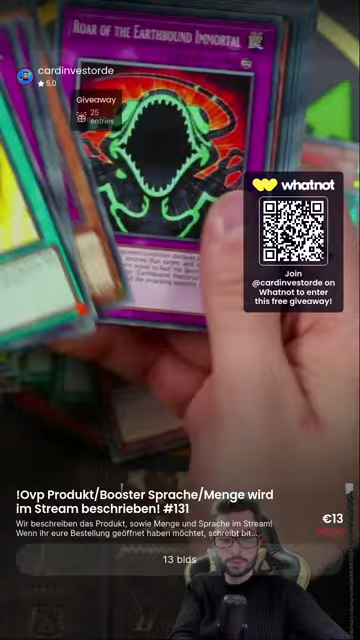 ROAR OF THE EARTHBOUND IMMORTAL
cardinvestorde
5.0
Giveaway
25
entries
whatnot
Join
@cardinvestorde on
Whatnot to enter
this free giveaway!
!Ovp Produkt/Booster Sprache/Menge wird
im Stream beschrieben! #131
€13
Wir beschreiben das Produkt, sowie Menge und Sprache im Stream!
Wenn ihr eure Bestellung geöffnet haben möchtet, schreibt bit...
13 bids